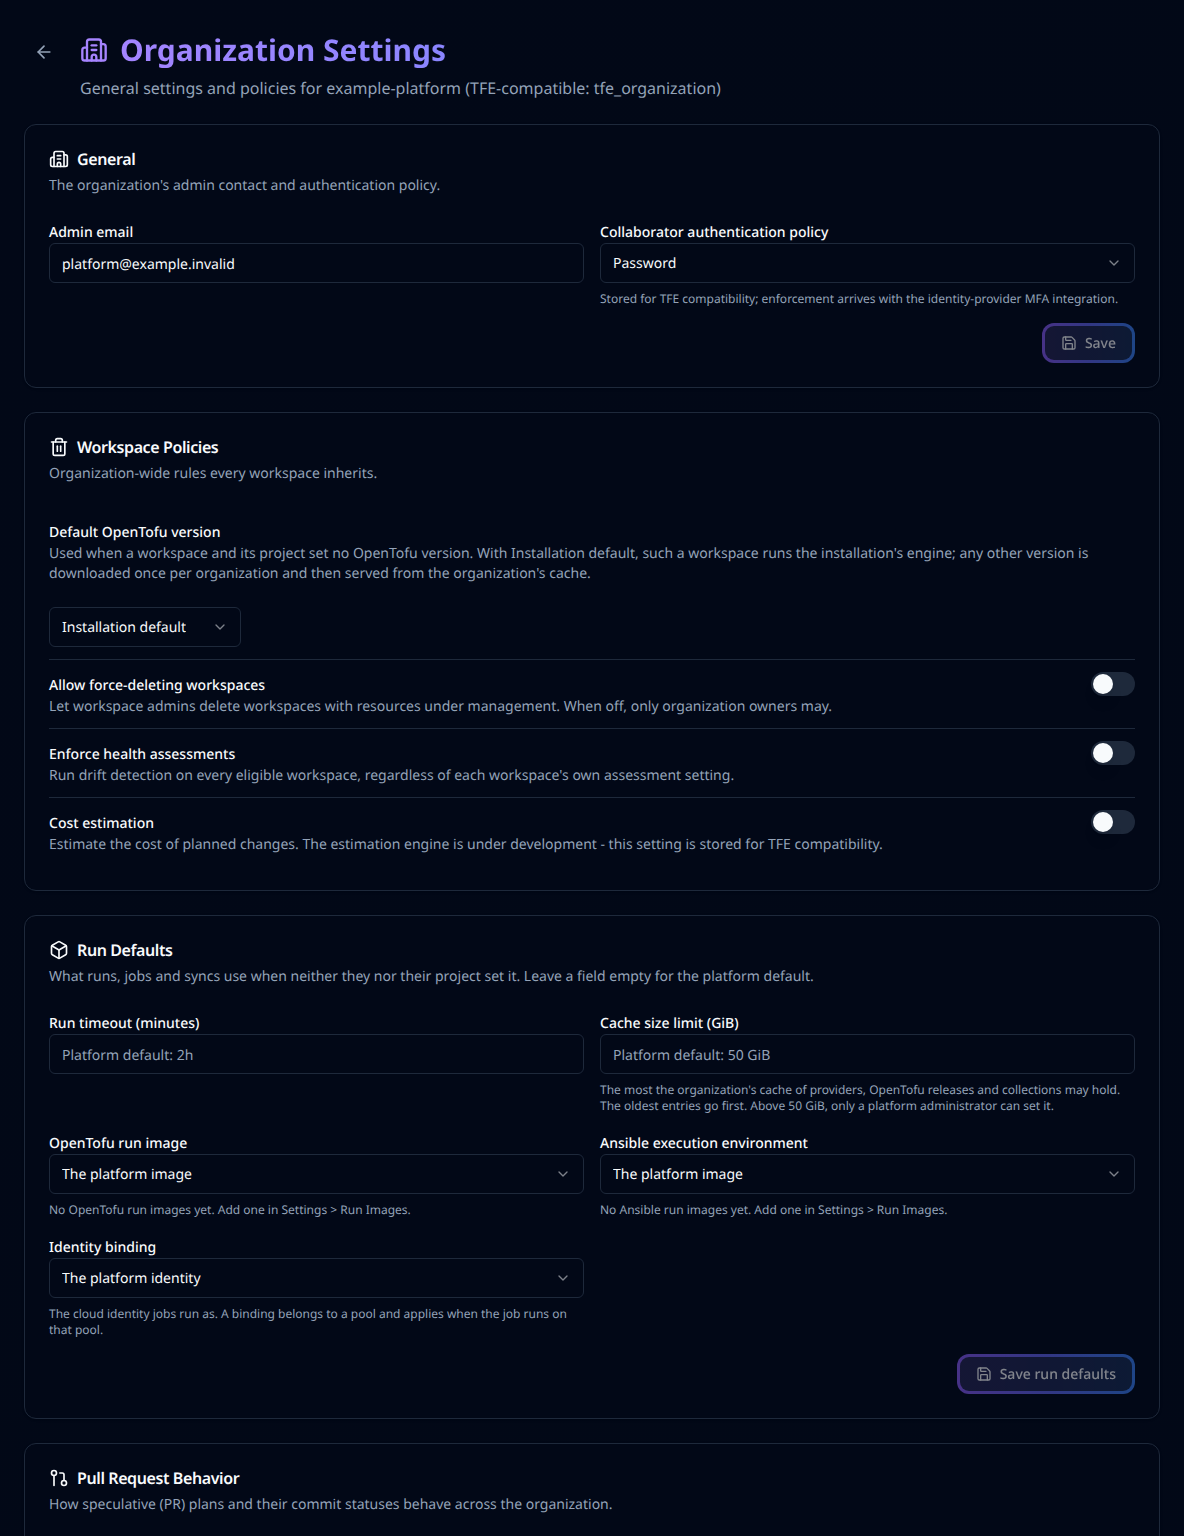 Organization Settings
General settings and policies for example-platform (TFE-compatible: tfe_organization)
General
The organization's admin contact and authentication policy.
Admin email
platform@example.invalid
Collaborator authentication policy
Password
Stored for TFE compatibility; enforcement arrives with the identity-provider MFA integration.
Save
Workspace Policies
Organization-wide rules every workspace inherits.
Default OpenTofu version
Used when a workspace and its project set no OpenTofu version. With Installation default, such a workspace runs the installation's engine; any other version is
downloaded once per organization and then served from the organization's cache.
Installation default
Allow force-deleting workspaces
Let workspace admins delete workspaces with resources under management. When off, only organization owners may.
Enforce health assessments
Run drift detection on every eligible workspace, regardless of each workspace's own assessment setting.
Cost estimation
Estimate the cost of planned changes. The estimation engine is under development - this setting is stored for TFE compatibility.
Run Defaults
What runs, jobs and syncs use when neither they nor their project set it. Leave a field empty for the platform default.
Run timeout (minutes)
Platform default: 2h
Cache size limit (GiB)
Platform default: 50 GiB
The most the organization's cache of providers, OpenTofu releases and collections may hold.
The oldest entries go first. Above 50 GiB, only a platform administrator can set it.
OpenTofu run image
The platform image
No OpenTofu run images yet. Add one in Settings > Run Images.
Ansible execution environment
The platform image
No Ansible run images yet. Add one in Settings > Run Images.
Identity binding
The platform identity
The cloud identity jobs run as. A binding belongs to a pool and applies when the job runs on
that pool.
Save run defaults
Pull Request Behavior
How speculative (PR) plans and their commit statuses behave across the organization.